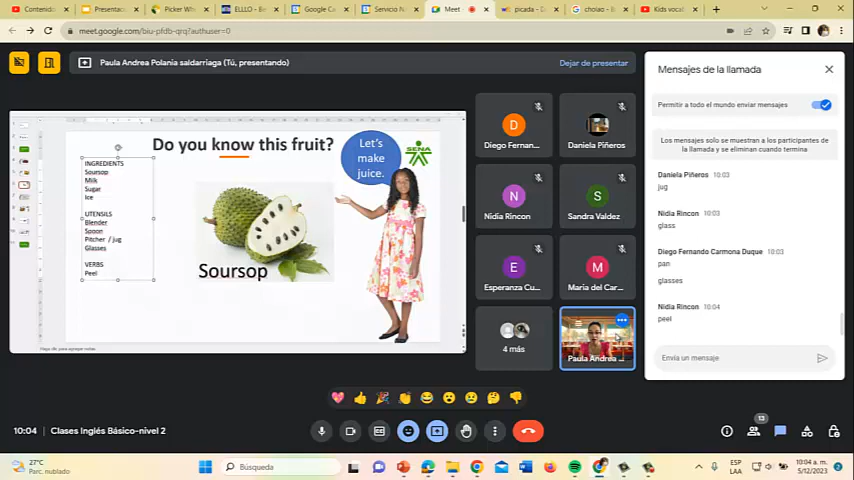 Contenido
Presentac
Picker Whe
ELLLO - Be
Google Ca
Servicio N
Meet
picada - D
choiao - B
Kids vocal
meet.google.com/biu-pfdb-qrq?authuser=0
Paula Andrea Polania saldarriaga (Tú, presentando)
Dejar de presentar
Do you know this fruit?
Let's
make
juice.
SENA
INGREDIENTS
Soursop
Milk
Sugar
Ice
UTENSILS
Blender
Spoon
Pitcher / jug
Glasses
VERBS
Peel
Soursop
Haga clic para agregar notas
D
Diego Fernan...
Daniela Piñeros
N
Nidia Rincon
S
Sandra Valdez
E
Esperanza Cu...
M
Maria del Car...
4 más
Paula Andrea ...
Mensajes de la llamada
Permitir a todo el mundo enviar mensajes
Los mensajes solo se muestran a los participantes de
la llamada y se eliminan cuando termina
Daniela Piñeros 10:03
jug
Nidia Rincon 10:03
glass
Diego Fernando Carmona Duque 10:03
pan
glasses
Nidia Rincon 10:04
peel
Envía un mensaje
10:04 Clases Inglés Básico-nivel 2
13
27°C
Parc. nublado
Búsqueda
ESP
LAA
10:04 a. m.
5/12/2023